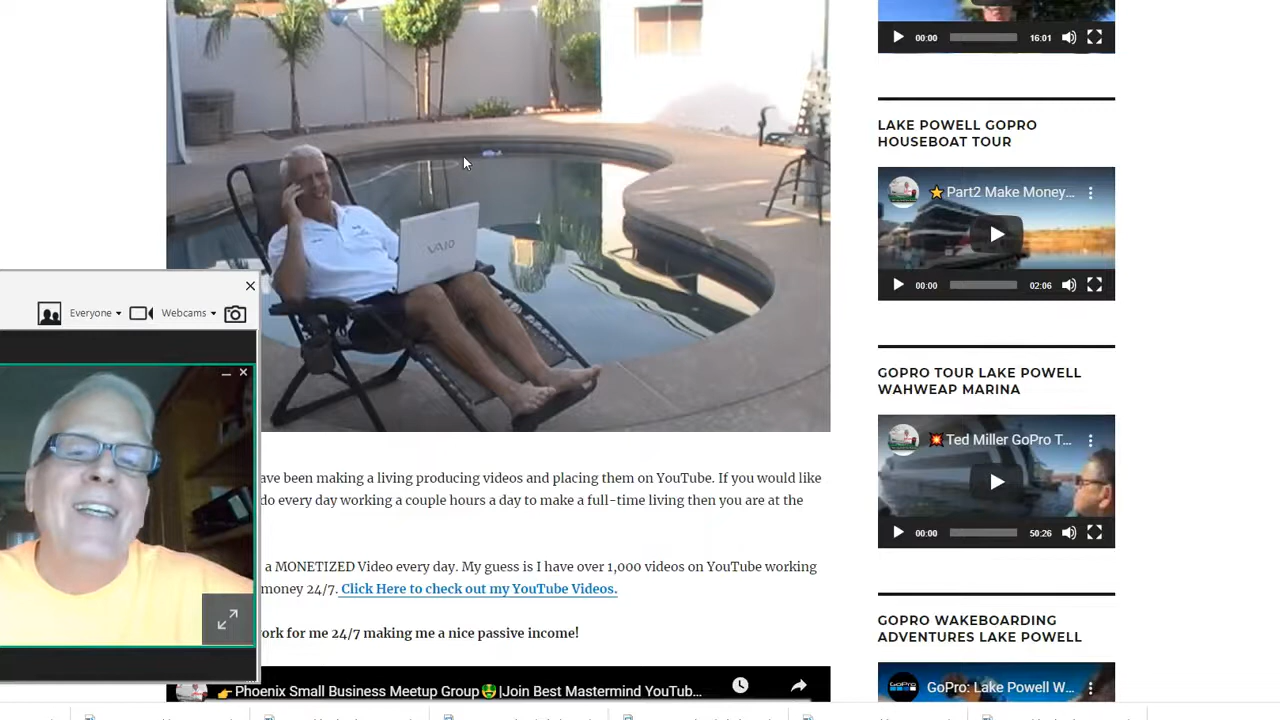 00:00 16:01
LAKE POWELL GOPRO
HOUSEBOAT TOUR
Part2 Make Money...
00:00 02:06
GOPRO TOUR LAKE POWELL
WAHWEAP MARINA
Ted Miller GoPro T...
00:00 50:26
GOPRO WAKEBOARDING
ADVENTURES LAKE POWELL
GoPro
GoPro: Lake Powell W...
VAIO
Everyone
Webcams
ave been making a living producing videos and placing them on YouTube. If you would like
do every day working a couple hours a day to make a full-time living then you are at the
a MONETIZED Video every day. My guess is I have over 1,000 videos on YouTube working
money 24/7. Click Here to check out my YouTube Videos.
ork for me 24/7 making me a nice passive income!
Phoenix Small Business Meetup Group|Join Best Mastermind YouTub...